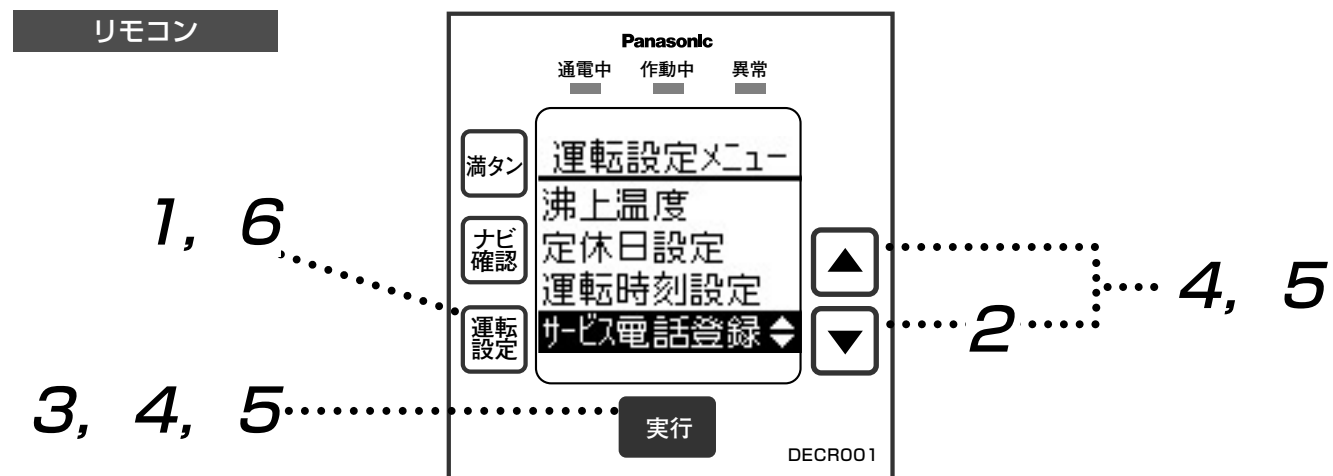 リモコン
Panasonic
通電中 作動中 異常
満タン
運転設定メニュー
沸上温度
定休日設定
運転時刻設定
サービス電話登録
ナビ
確認
運転
設定
1, 6
4, 5
2
3, 4, 5
実行
DECR001